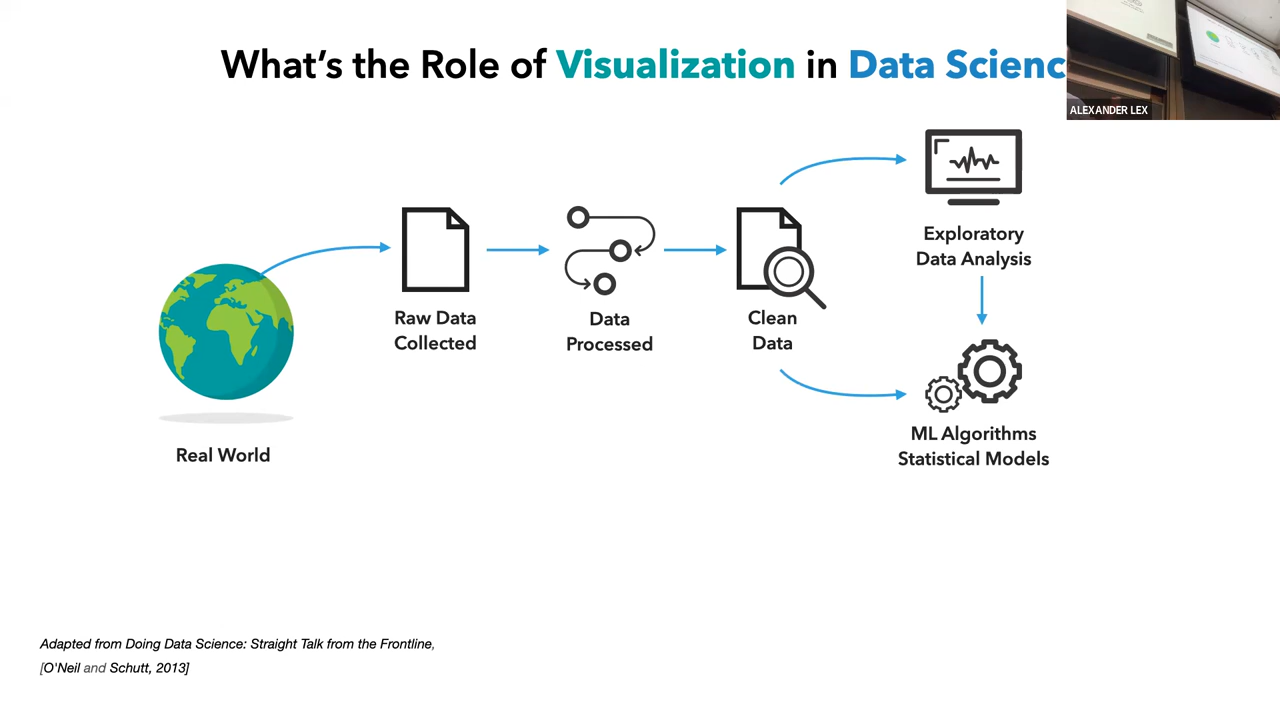 What's the Role of Visualization in Data Scienc
ALEXANDER LEX
Exploratory
Data Analysis
Raw Data
Collected
Data
Processed
Clean
Data
ML Algorithms
Statistical Models
Real World
Adapted from Doing Data Science: Straight Talk from the Frontline,
[O'Neil and Schutt, 2013]